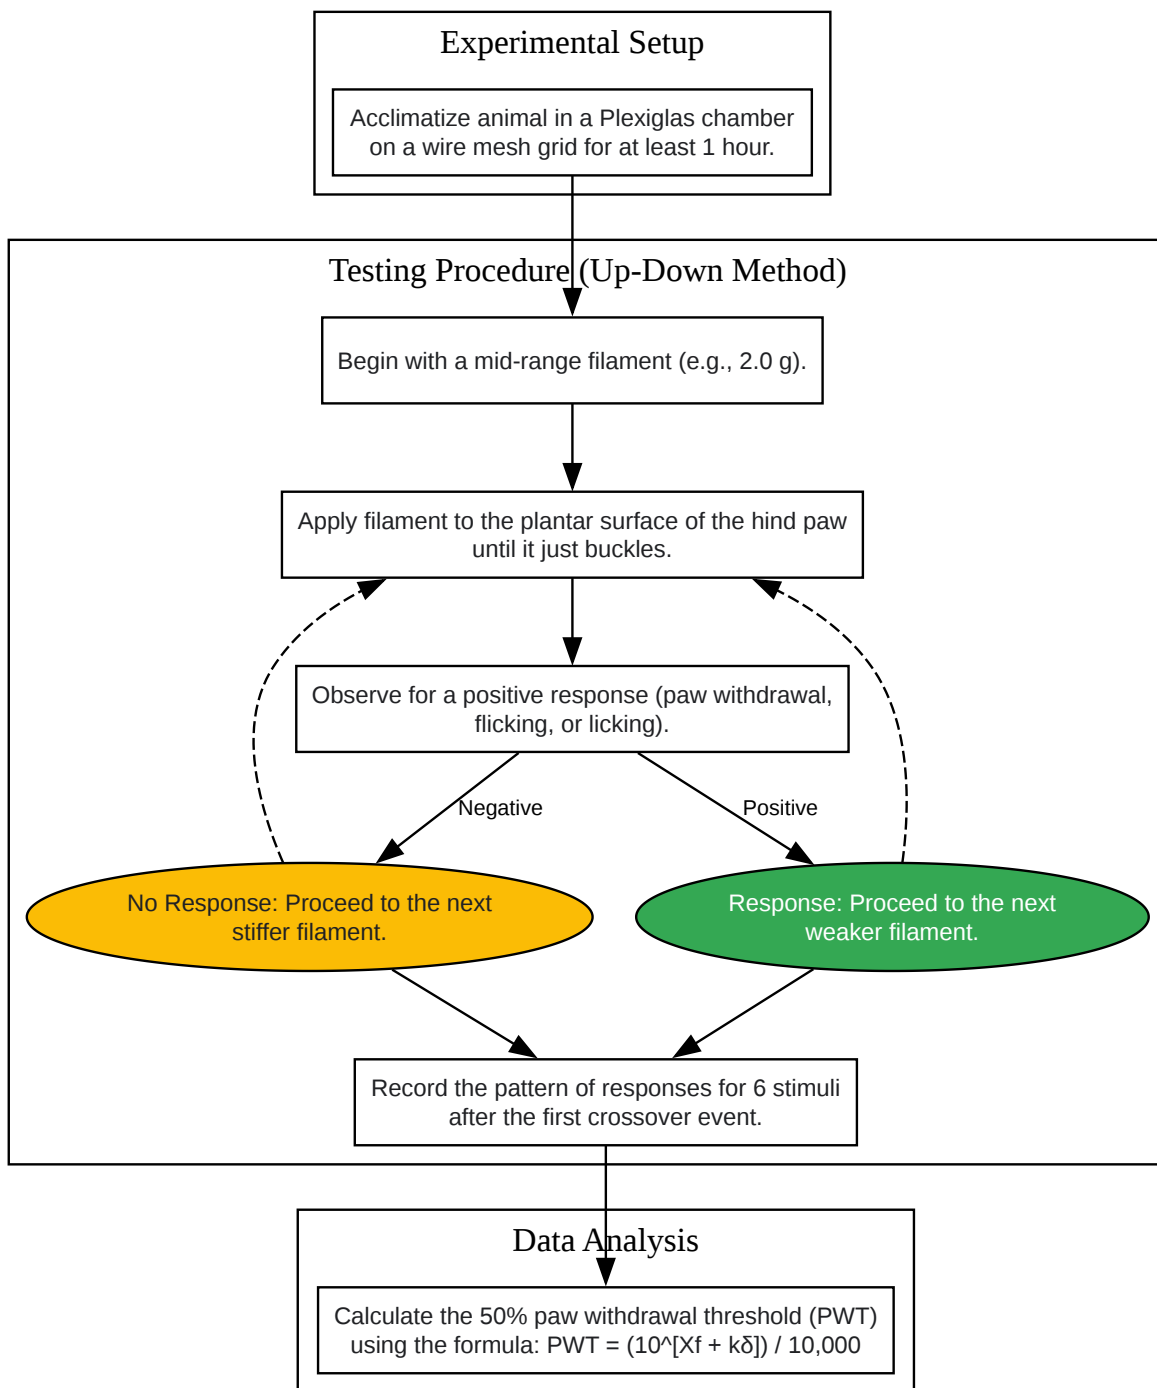 Experimental Setup
Acclimatize animal in a Plexiglas chamber
on a wire mesh grid for at least 1 hour.
Testing Procedure (Up-Down Method)
Begin with a mid-range filament (e.g., 2.0 g).
Apply filament to the plantar surface of the hind paw
until it just buckles.
Observe for a positive response (paw withdrawal,
flicking, or licking).
Negative
Positive
No Response: Proceed to the next
stiffer filament.
Response: Proceed to the next
weaker filament.
Record the pattern of responses for 6 stimuli
after the first crossover event.
Data Analysis
Calculate the 50% paw withdrawal threshold (PWT)
using the formula: PWT = (10^[Xf + kδ]) / 10,000